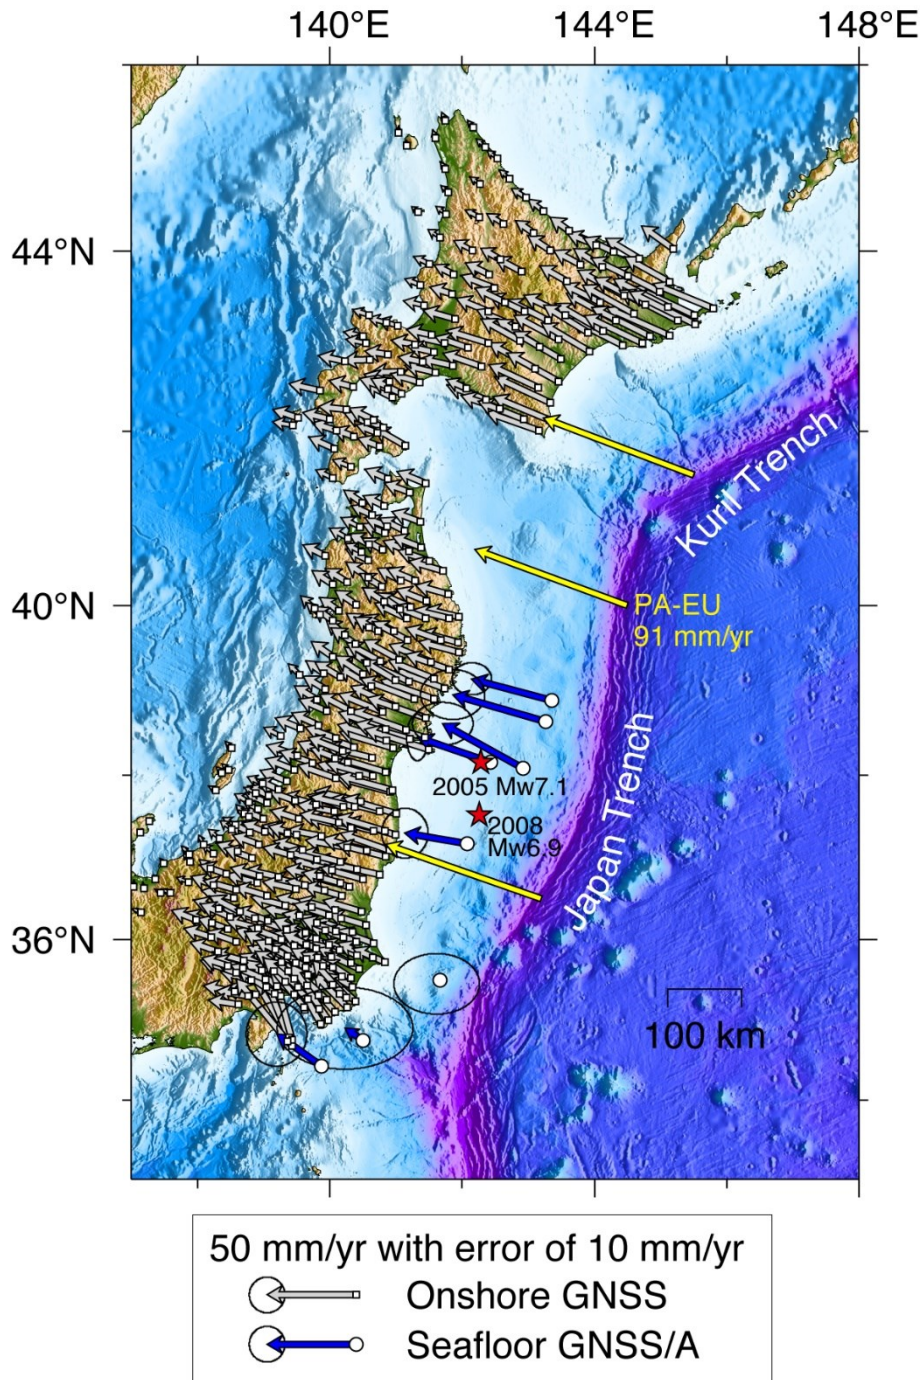 140°E
144°E
148°E
44°N
Kuril Trench
40°N
PA-EU
91 mm/yr
Japan Trench
2005 Mw7.1
2008
Mw6.9
36°N
100 km
50 mm/yr with error of 10 mm/yr
Onshore GNSS
Seafloor GNSS/A